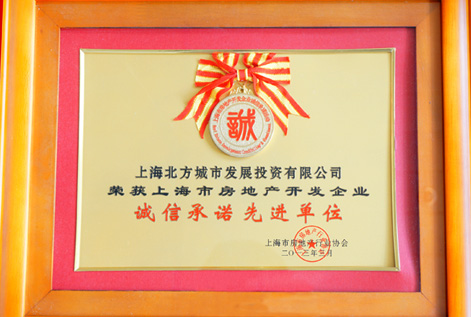 誠
上海北方城市发展投资有限公司
荣获上海市房地产开发企业
诚信承诺先进单位
上海市房地产行业协会